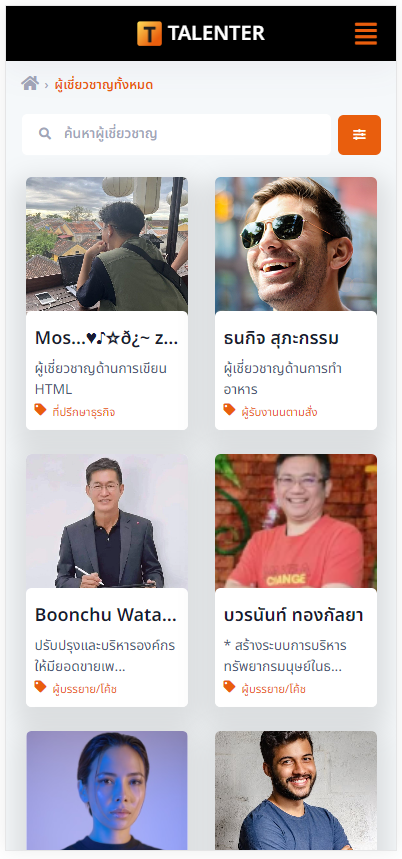 TALENTER
ผู้เชี่ยวชาญทั้งหมด
ค้นหาผู้เชี่ยวชาญ
Mos...♥♪☆ð¿~ z...
ผู้เชี่ยวชาญด้านการเขียน
HTML
ที่ปรึกษาธุรกิจ
ธนกิจ สุภะกรรม
ผู้เชี่ยวชาญด้านการทำ
อาหาร
ผู้รับงานนตามสั่ง
Boonchu Wata...
ปรับปรุงและบริหารองค์กร
ให้มียอดขายเพ...
ผู้บรรยาย/โค้ช
CHANGE
บวรนันท์ ทองกัลยา
* สร้างระบบการบริหาร
ทรัพยากรมนุษย์ในธ...
ผู้บรรยาย/โค้ช